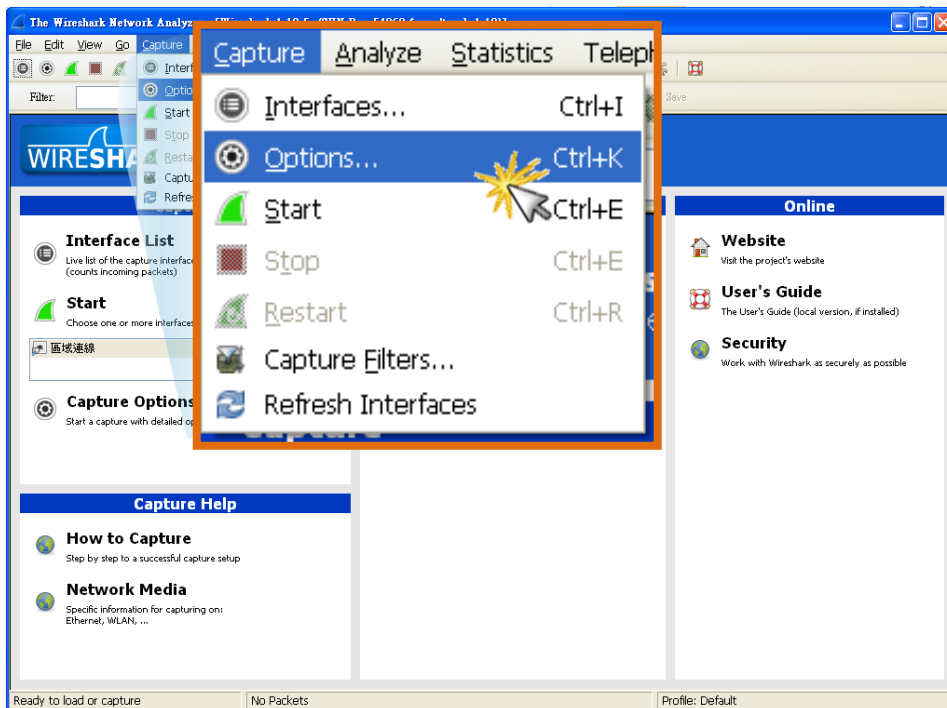 The Wireshark Network Analyz
File Edit View Go Capture
Filter:
Save
Interf
Optio
Start
Stop
Resta
Captu
Refres
Capture Analyze Statistics Teleph
Interfaces... Ctrl+I
Options... Ctrl+K
Start Ctrl+E
Stop Ctrl+E
Restart Ctrl+R
Capture Filters...
Refresh Interfaces
Capture
WIRESHA
Interface List
Live list of the capture interfac
(counts incoming packets)
Start
Choose one or more interfaces
區域連線
Capture Options
Start a capture with detailed op
Capture Help
How to Capture
Step by step to a successful capture setup
Network Media
Specific information for capturing on:
Ethernet, WLAN, ...
Online
Website
Visit the project's website
User's Guide
The User's Guide (local version, if installed)
Security
Work with Wireshark as securely as possible
Ready to load or capture No Packets Profile: Default